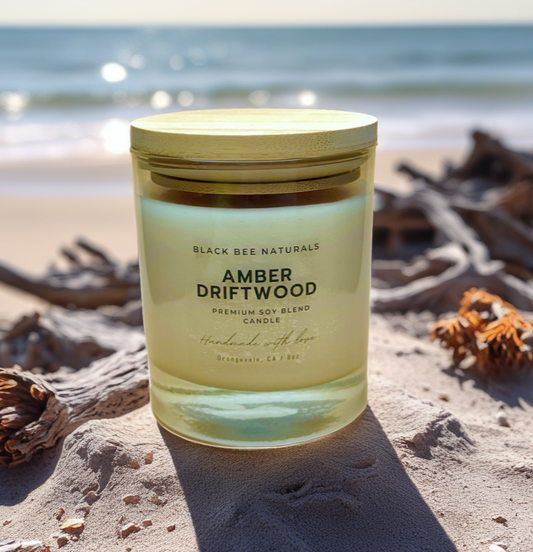 BLACK BEE NATURALS
AMBER
DRIFTWOOD
PREMIUM SOY BLEND
CANDLE
Handmade with love
Orangevale, CA / 8oz